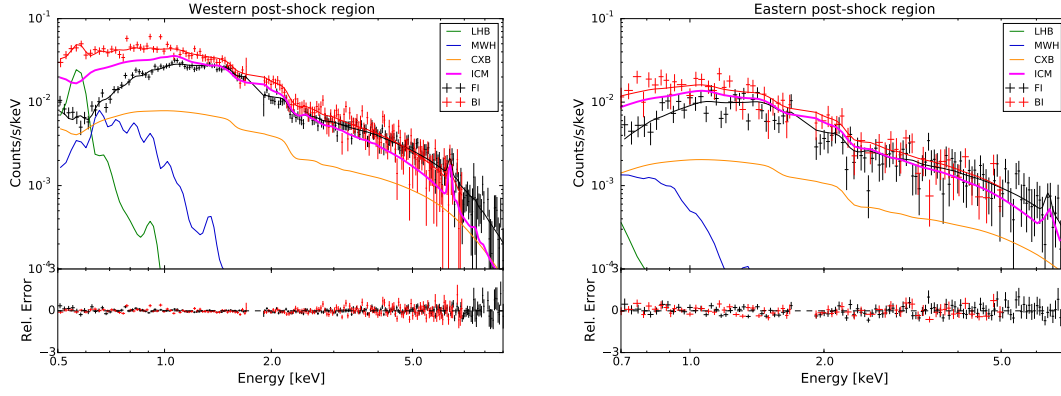 Western post-shock region
10⁻¹
10⁻²
10⁻³
10⁻⁴
Counts/s/keV
LHB
MWH
CXB
ICM
FI
BI
3
0
−3
Rel. Error
0.5
1.0
2.0
5.0
Energy [keV]
Eastern post-shock region
10⁻¹
10⁻²
10⁻³
10⁻⁴
Counts/s/keV
LHB
MWH
CXB
ICM
FI
BI
3
0
−3
Rel. Error
0.7
1.0
2.0
5.0
Energy [keV]